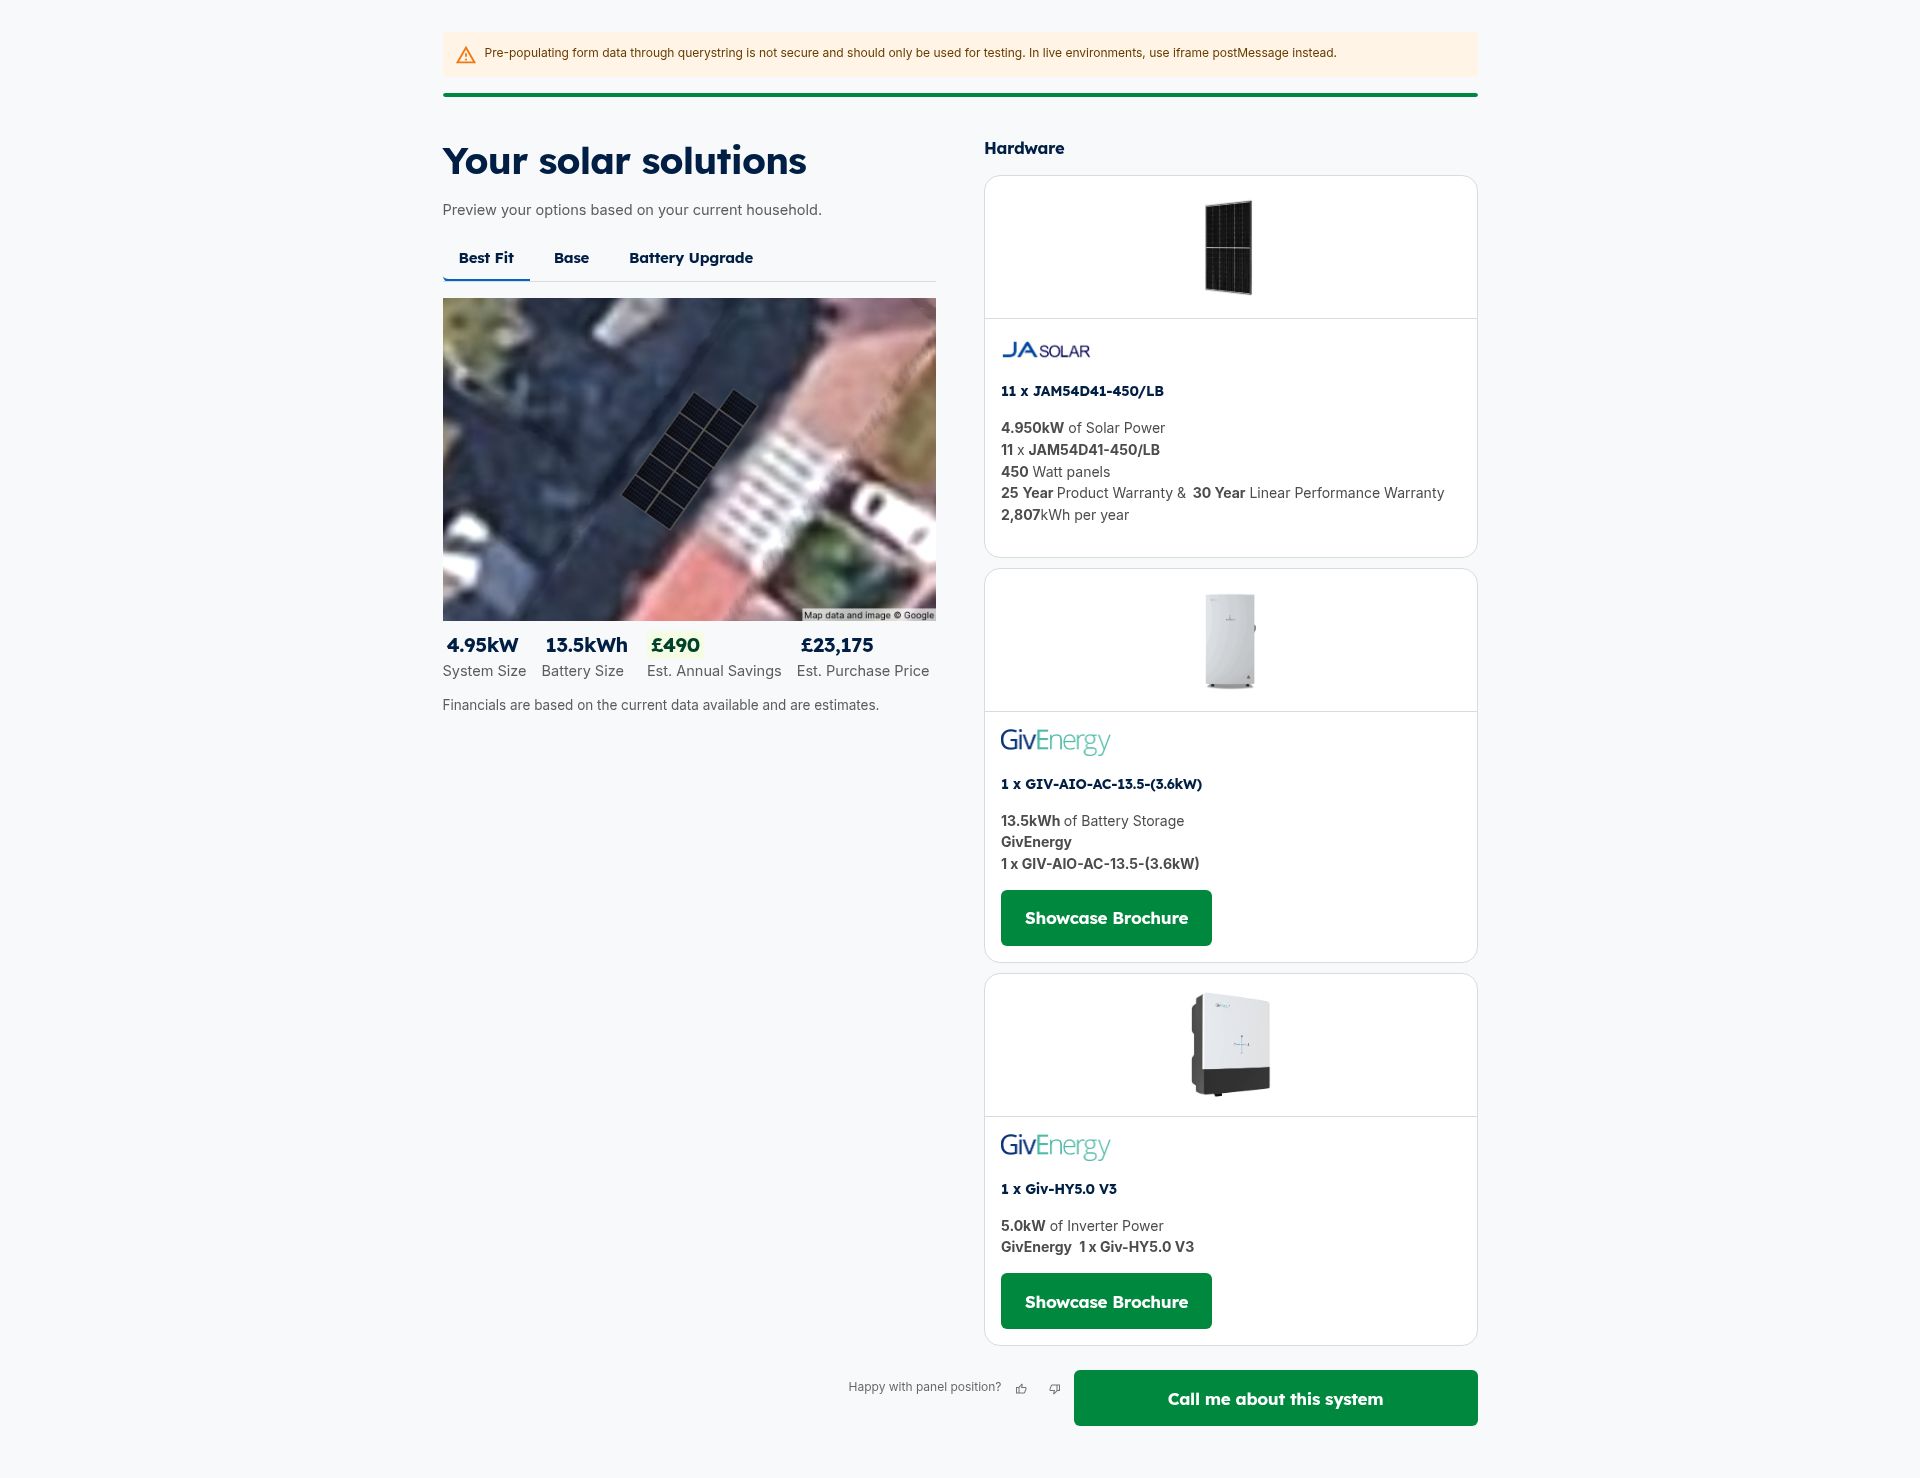 Pre-populating form data through querystring is not secure and should only be used for testing. In live environments, use iframe postMessage instead.
Your solar solutions
Preview your options based on your current household.
Best Fit
Base
Battery Upgrade
Map data and image © Google
4.95kW
System Size
13.5kWh
Battery Size
£490
Est. Annual Savings
£23,175
Est. Purchase Price
Financials are based on the current data available and are estimates.
Hardware
JA SOLAR
11 x JAM54D41-450/LB
4.950kW of Solar Power
11 x JAM54D41-450/LB
450 Watt panels
25 Year Product Warranty & 30 Year Linear Performance Warranty
2,807kWh per year
GivEnergy
1 x GIV-AIO-AC-13.5-(3.6kW)
13.5kWh of Battery Storage
GivEnergy
1 x GIV-AIO-AC-13.5-(3.6kW)
Showcase Brochure
GivEnergy
1 x Giv-HY5.0 V3
5.0kW of Inverter Power
GivEnergy 1 x Giv-HY5.0 V3
Showcase Brochure
Happy with panel position?
Call me about this system